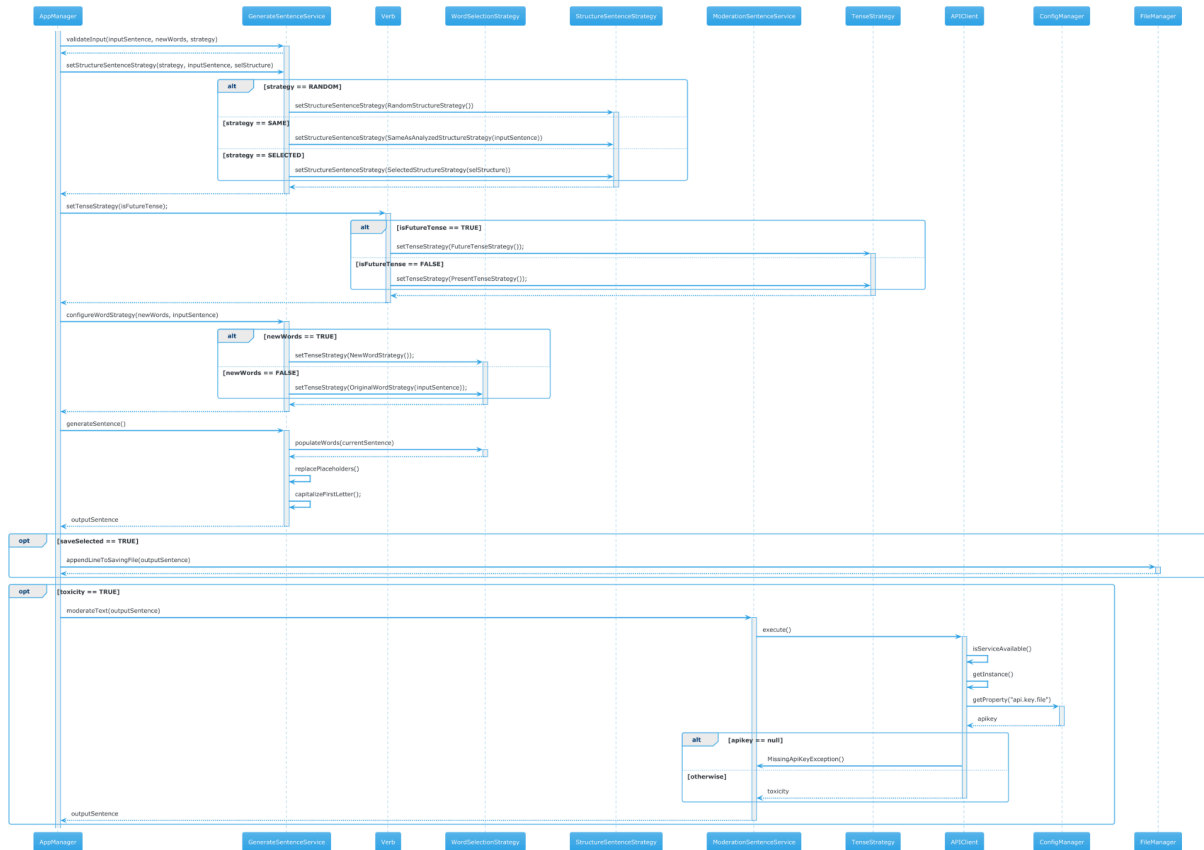 AppManager GenerateSentenceService Verb WordSelectionStrategy StructureSentenceStrategy ModerationSentenceService TenseStrategy APIClient ConfigManager FileManager
validateInput(inputSentence, newWords, strategy)
setStructureSentenceStrategy(strategy, inputSentence, selStructure)
alt [strategy == RANDOM]
setStructureSentenceStrategy(RandomStructureStrategy())
[strategy == SAME]
setStructureSentenceStrategy(SameAsAnalyzedStructureStrategy(inputSentence))
[strategy == SELECTED]
setStructureSentenceStrategy(SelectedStructureStrategy(selStructure))
setTenseStrategy(isFutureTense);
alt [isFutureTense == TRUE]
setTenseStrategy(FutureTenseStrategy());
[isFutureTense == FALSE]
setTenseStrategy(PresentTenseStrategy());
configureWordStrategy(newWords, inputSentence)
alt [newWords == TRUE]
setTenseStrategy(NewWordStrategy());
[newWords == FALSE]
setTenseStrategy(OriginalWordStrategy(inputSentence));
generateSentence()
populateWords(currentSentence)
replacePlaceholders()
capitalizeFirstLetter();
outputSentence
opt [saveSelected == TRUE]
appendLineToSavingFile(outputSentence)
opt [toxicity == TRUE]
moderateText(outputSentence)
execute()
isServiceAvailable()
getInstance()
getProperty("api.key.file")
apikey
alt [apikey == null]
MissingApiKeyException()
[otherwise]
toxicity
outputSentence
AppManager GenerateSentenceService Verb WordSelectionStrategy StructureSentenceStrategy ModerationSentenceService TenseStrategy APIClient ConfigManager FileManager